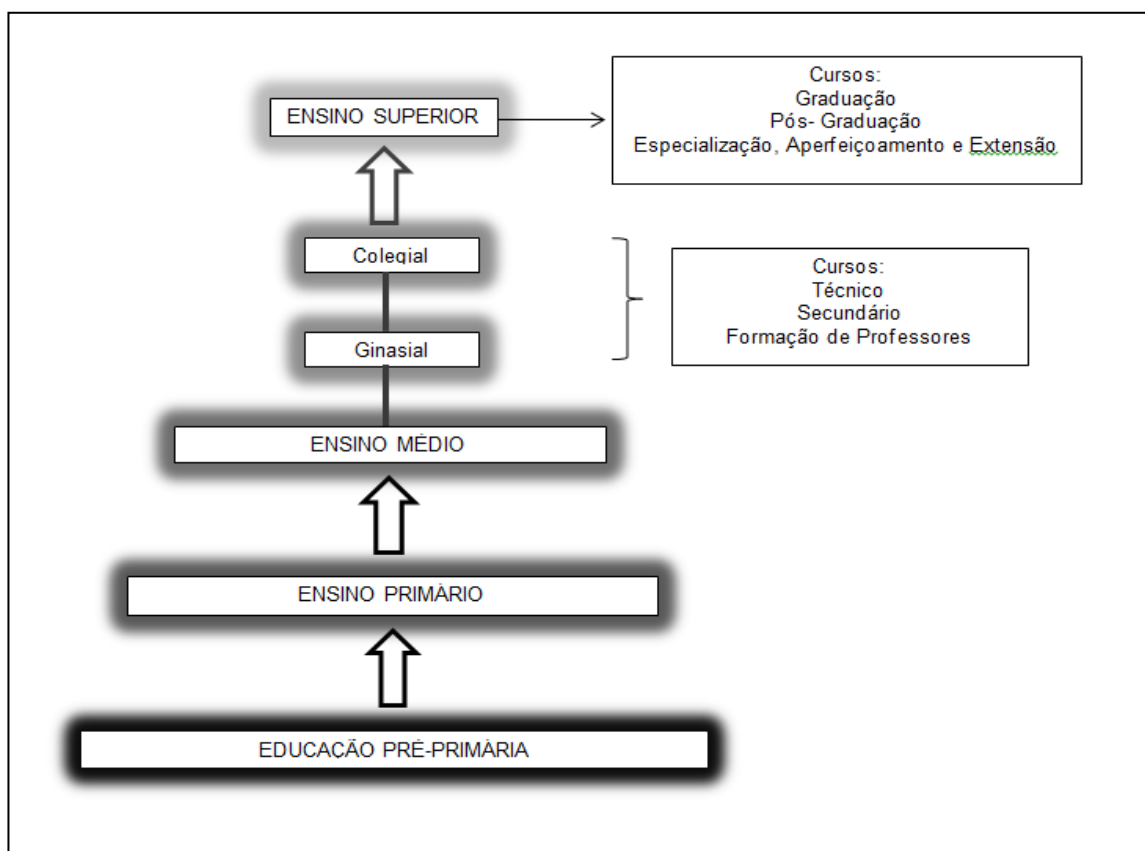 ENSINO SUPERIOR
Cursos:
Graduação
Pós- Graduação
Especialização, Aperfeiçoamento e Extensão
Colegial
Ginasial
Cursos:
Técnico
Secundário
Formação de Professores
ENSINO MÉDIO
ENSINO PRIMÁRIO
EDUCAÇÃO PRÉ-PRIMÁRIA